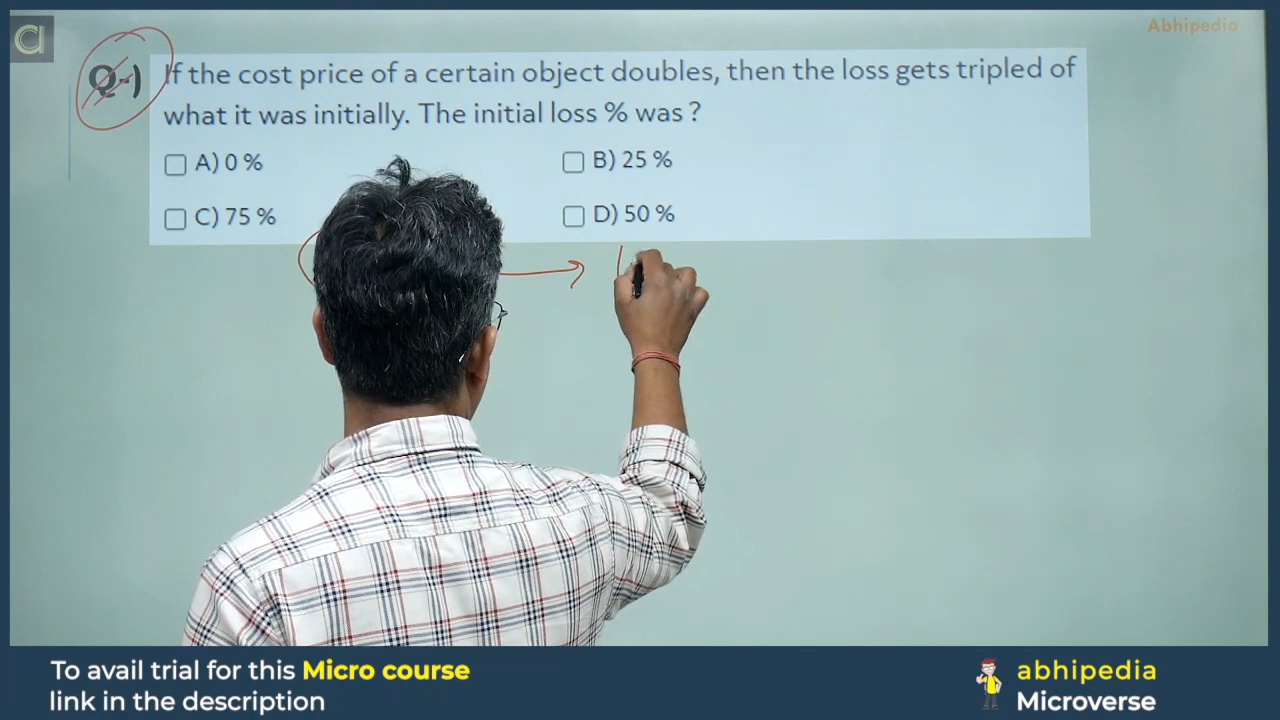 Abhipedia
Q-1
If the cost price of a certain object doubles, then the loss gets tripled of
what it was initially. The initial loss % was ?
A) 0 %
B) 25 %
C) 75 %
D) 50 %
To avail trial for this Micro course
link in the description
abhipedia
Microverse